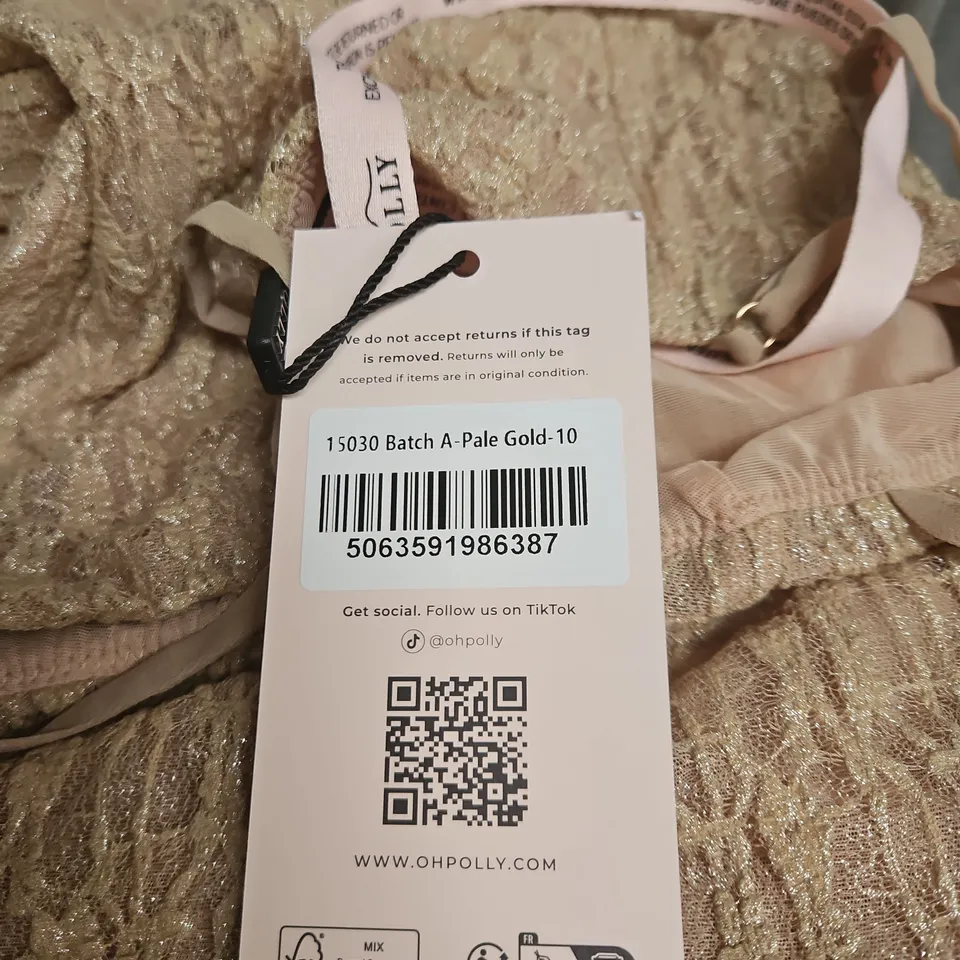 We do not accept returns if this tag
is removed. Returns will only be
accepted if items are in original condition.
15030 Batch A-Pale Gold-10
5063591986387
Get social. Follow us on TikTok
@ohpolly
WWW.OHPOLLY.COM
MIX
FR